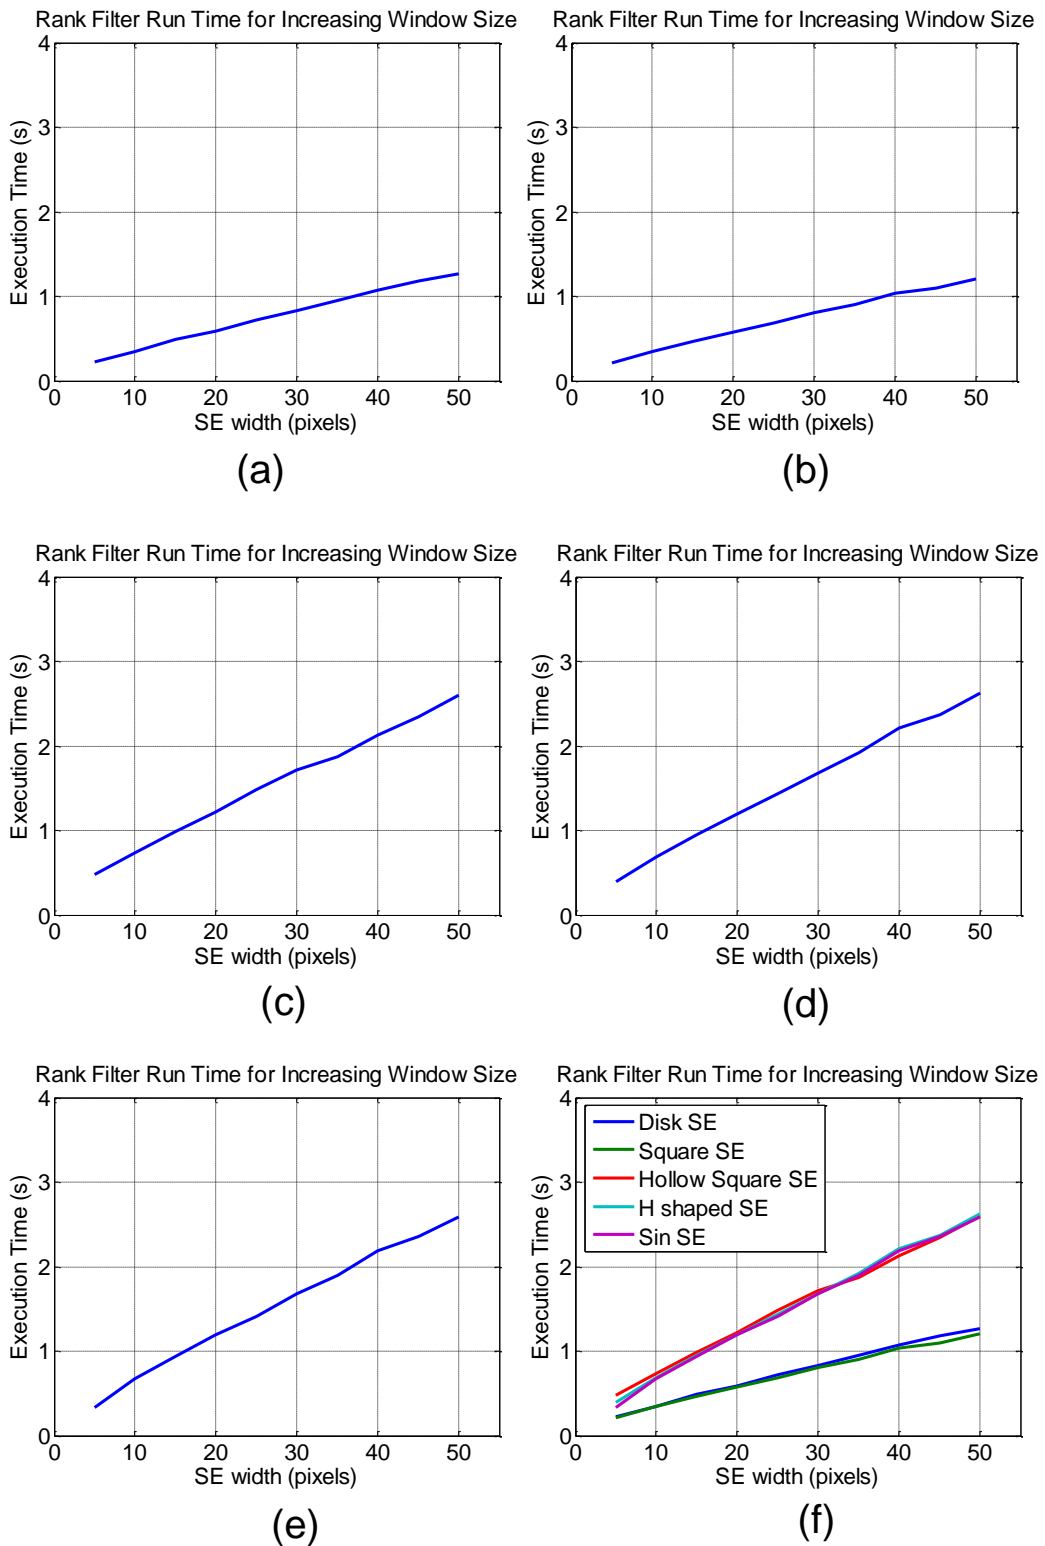 Rank Filter Run Time for Increasing Window Size
4
3
2
1
0
Execution Time (s)
0 10 20 30 40 50
SE width (pixels)
(a)
Rank Filter Run Time for Increasing Window Size
4
3
2
1
0
Execution Time (s)
0 10 20 30 40 50
SE width (pixels)
(b)
Rank Filter Run Time for Increasing Window Size
4
3
2
1
0
Execution Time (s)
0 10 20 30 40 50
SE width (pixels)
(c)
Rank Filter Run Time for Increasing Window Size
4
3
2
1
0
Execution Time (s)
0 10 20 30 40 50
SE width (pixels)
(d)
Rank Filter Run Time for Increasing Window Size
4
3
2
1
0
Execution Time (s)
0 10 20 30 40 50
SE width (pixels)
(e)
Rank Filter Run Time for Increasing Window Size
4
3
2
1
0
Execution Time (s)
Disk SE
Square SE
Hollow Square SE
H shaped SE
Sin SE
0 10 20 30 40 50
SE width (pixels)
(f)